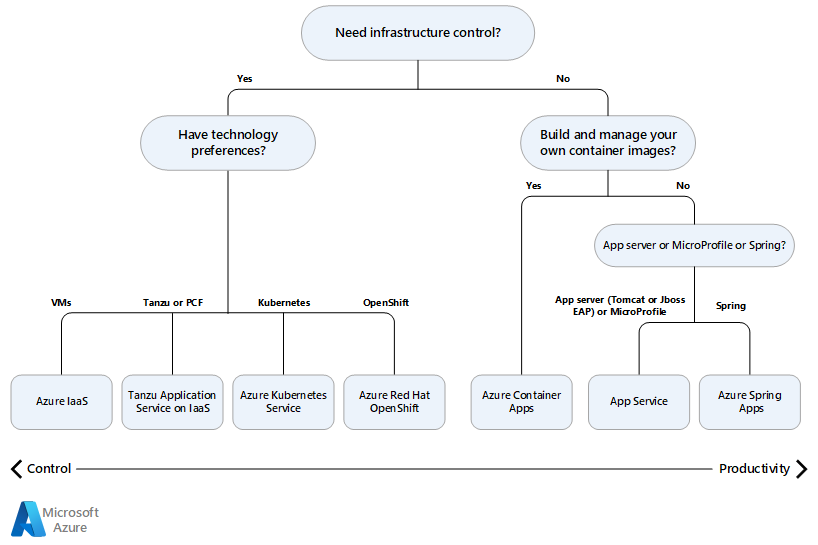 Need infrastructure control?
Yes
No
Have technology
preferences?
Build and manage your
own container images?
Yes
No
App server or MicroProfile or Spring?
VMs
Tanzu or PCF
Kubernetes
OpenShift
App server (Tomcat or Jboss
EAP) or MicroProfile
Spring
Azure IaaS
Tanzu Application
Service on IaaS
Azure Kubernetes
Service
Azure Red Hat
OpenShift
Azure Container
Apps
App Service
Azure Spring
Apps
Control
Productivity
Microsoft
Azure